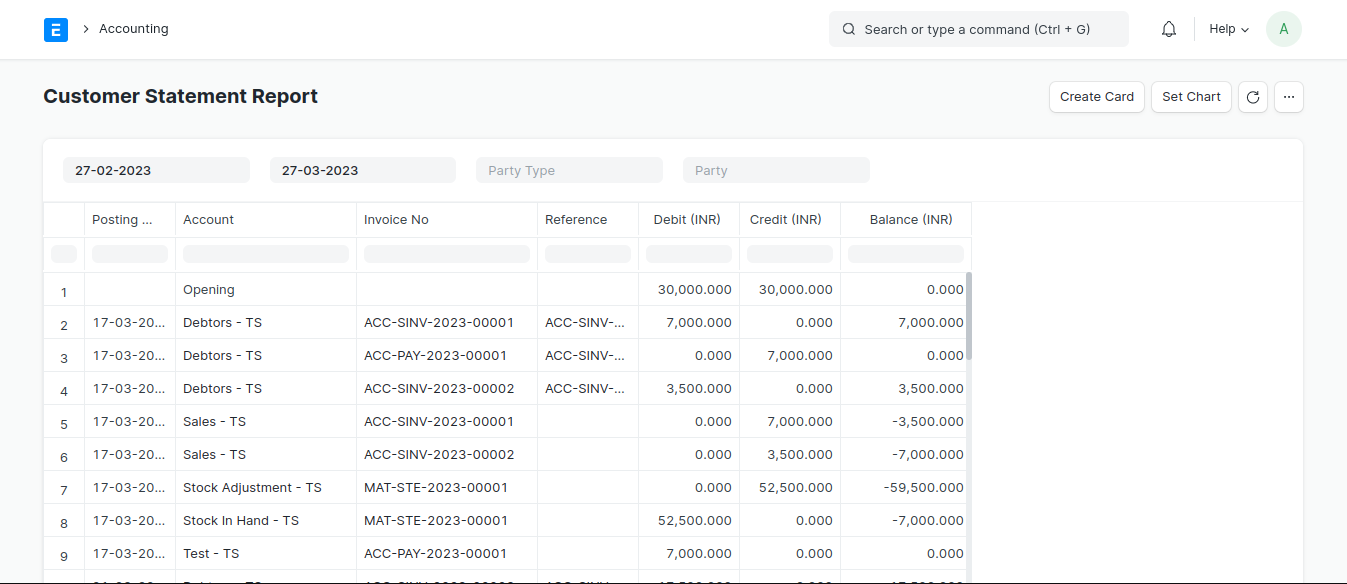 E
Accounting
Search or type a command (Ctrl + G)
Help
A
Customer Statement Report
Create Card
Set Chart
...
27-02-2023
27-03-2023
Party Type
Party
Posting ... Account Invoice No Reference Debit (INR) Credit (INR) Balance (INR)
1 Opening 30,000.000 30,000.000 0.000
2 17-03-20... Debtors - TS ACC-SINV-2023-00001 ACC-SINV-... 7,000.000 0.000 7,000.000
3 17-03-20... Debtors - TS ACC-PAY-2023-00001 ACC-SINV-... 0.000 7,000.000 0.000
4 17-03-20... Debtors - TS ACC-SINV-2023-00002 ACC-SINV-... 3,500.000 0.000 3,500.000
5 17-03-20... Sales - TS ACC-SINV-2023-00001 0.000 7,000.000 -3,500.000
6 17-03-20... Sales - TS ACC-SINV-2023-00002 0.000 3,500.000 -7,000.000
7 17-03-20... Stock Adjustment - TS MAT-STE-2023-00001 0.000 52,500.000 -59,500.000
8 17-03-20... Stock In Hand - TS MAT-STE-2023-00001 52,500.000 0.000 -7,000.000
9 17-03-20... Test - TS ACC-PAY-2023-00001 7,000.000 0.000 0.000